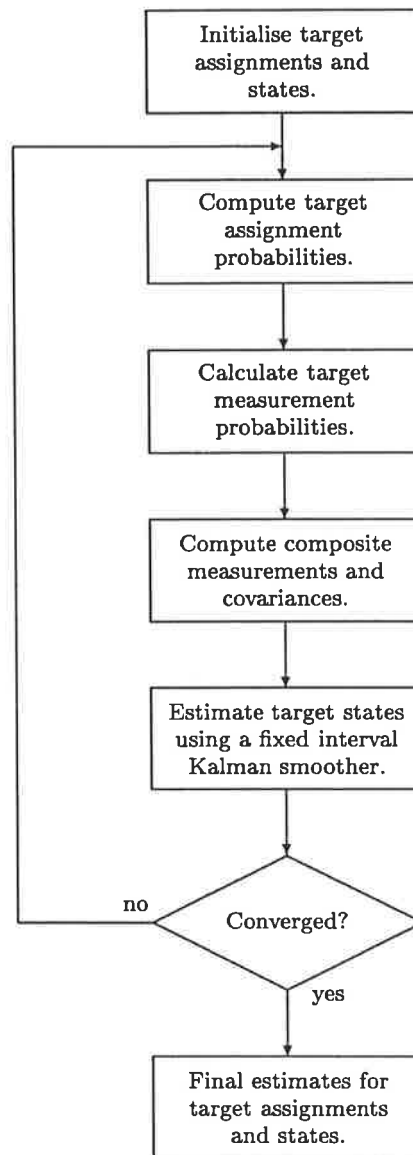 Initialise target
assignments and
states.
Compute target
assignment
probabilities.
Calculate target
measurement
probabilities.
Compute composite
measurements and
covariances.
Estimate target states
using a fixed interval
Kalman smoother.
no
Converged?
yes
Final estimates for
target assignments
and states.